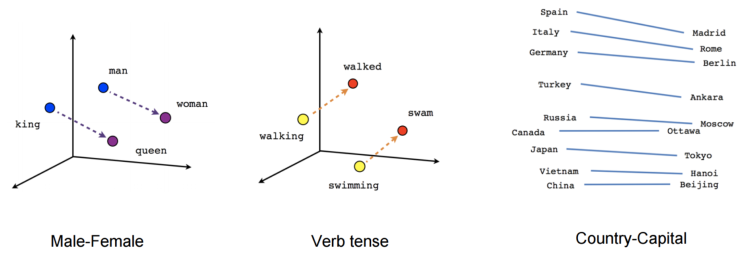 man
woman
king
queen
Male-Female
walked
swam
walking
swimming
Verb tense
Spain
Madrid
Italy
Rome
Germany
Berlin
Turkey
Ankara
Russia
Moscow
Canada
Ottawa
Japan
Tokyo
Vietnam
Hanoi
China
Beijing
Country-Capital